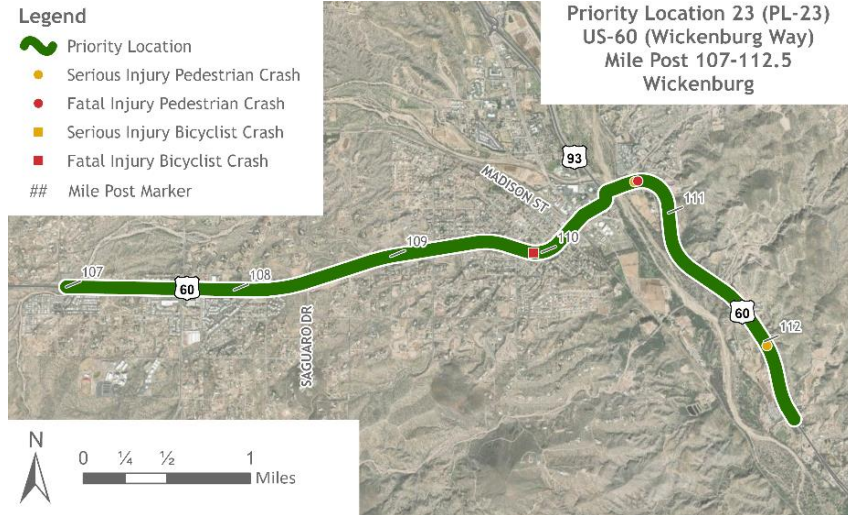 Legend
Priority Location
Serious Injury Pedestrian Crash
Fatal Injury Pedestrian Crash
Serious Injury Bicyclist Crash
Fatal Injury Bicyclist Crash
## Mile Post Marker
Priority Location 23 (PL-23)
US-60 (Wickenburg Way)
Mile Post 107-112.5
Wickenburg
93
MADISON ST
111
110
109
107
108
60
60
112
SAGUARO DR
N
0 ¼ ½ 1
Miles